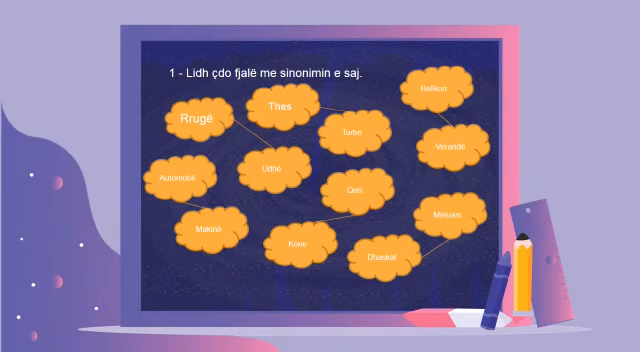 1 - Lidh çdo fjalë me sinonimin e saj.
Ballkon
Thes
Rrugë
Torbë
Verandë
Udhë
Automobil
Qen
Mësues
Makinë
Kone
Dhaskal